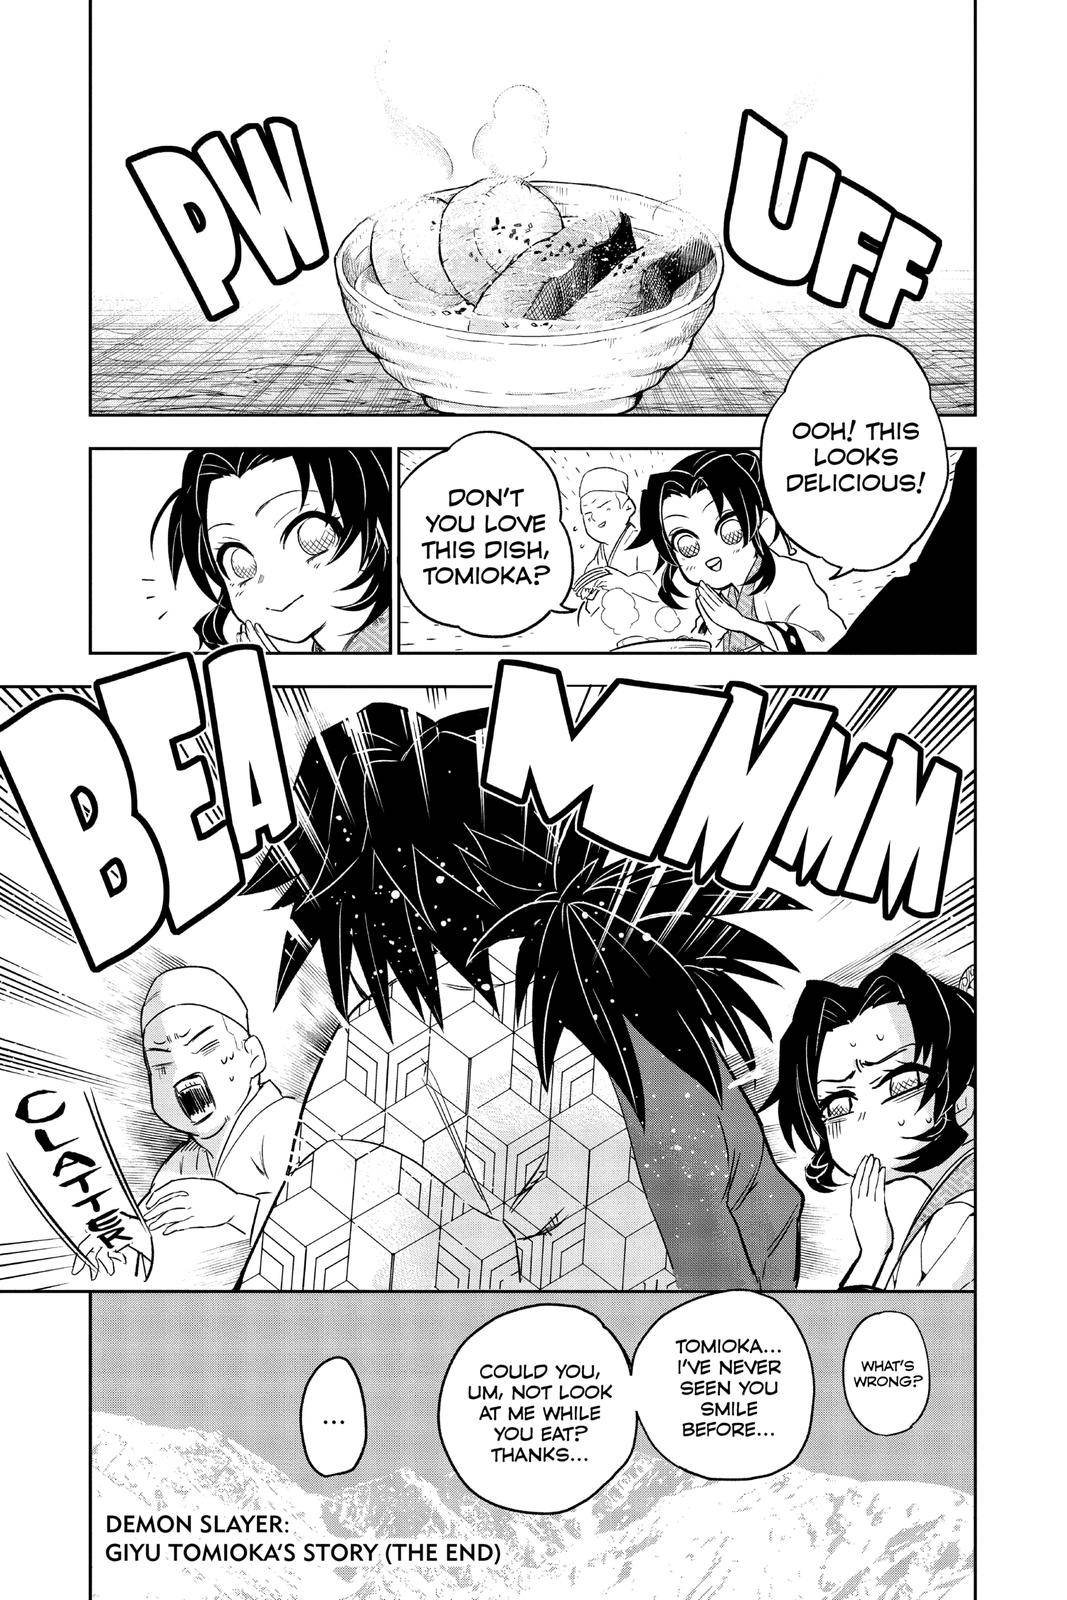 PW
UFF
OOH! THIS
LOOKS
DELICIOUS!
DON'T
YOU LOVE
THIS DISH,
TOMIOKA?
BEA
MMMM
CLATTER
WHAT'S
WRONG?
TOMIOKA...
I'VE NEVER
SEEN YOU
SMILE
BEFORE...
COULD YOU,
UM, NOT LOOK
AT ME WHILE
YOU EAT?
THANKS...
...
DEMON SLAYER:
GIYU TOMIOKA'S STORY (THE END)